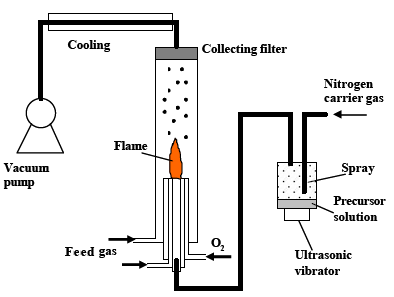 Cooling
Collecting filter
Nitrogen
carrier gas
Flame
Vacuum
pump
Spray
Precursor
solution
Feed gas
O2
Ultrasonic
vibrator